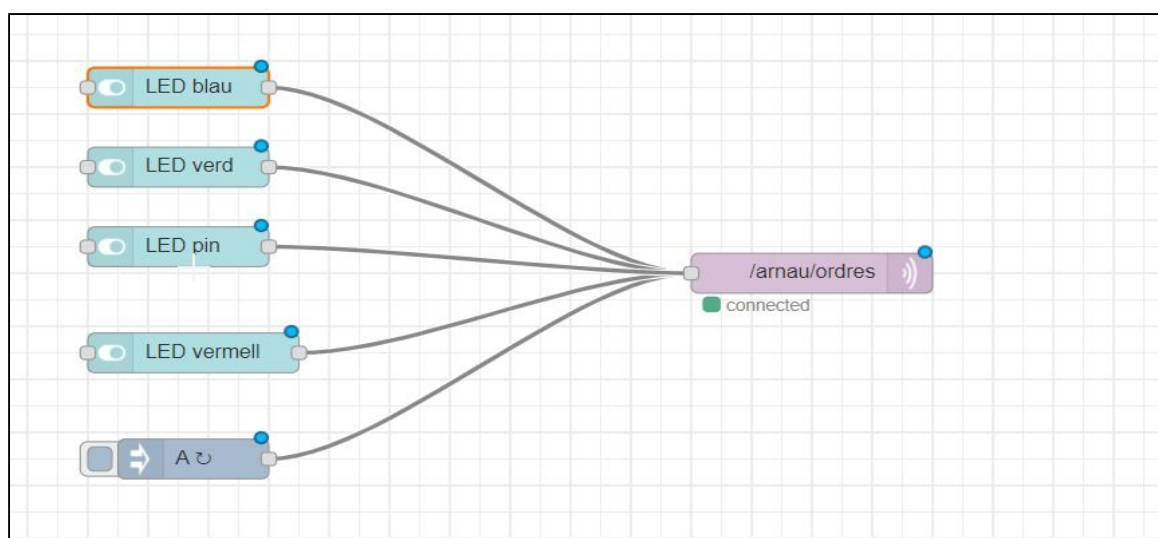 LED blau
LED verd
LED pin
/arnau/ordres
connected
LED vermell
A ↻